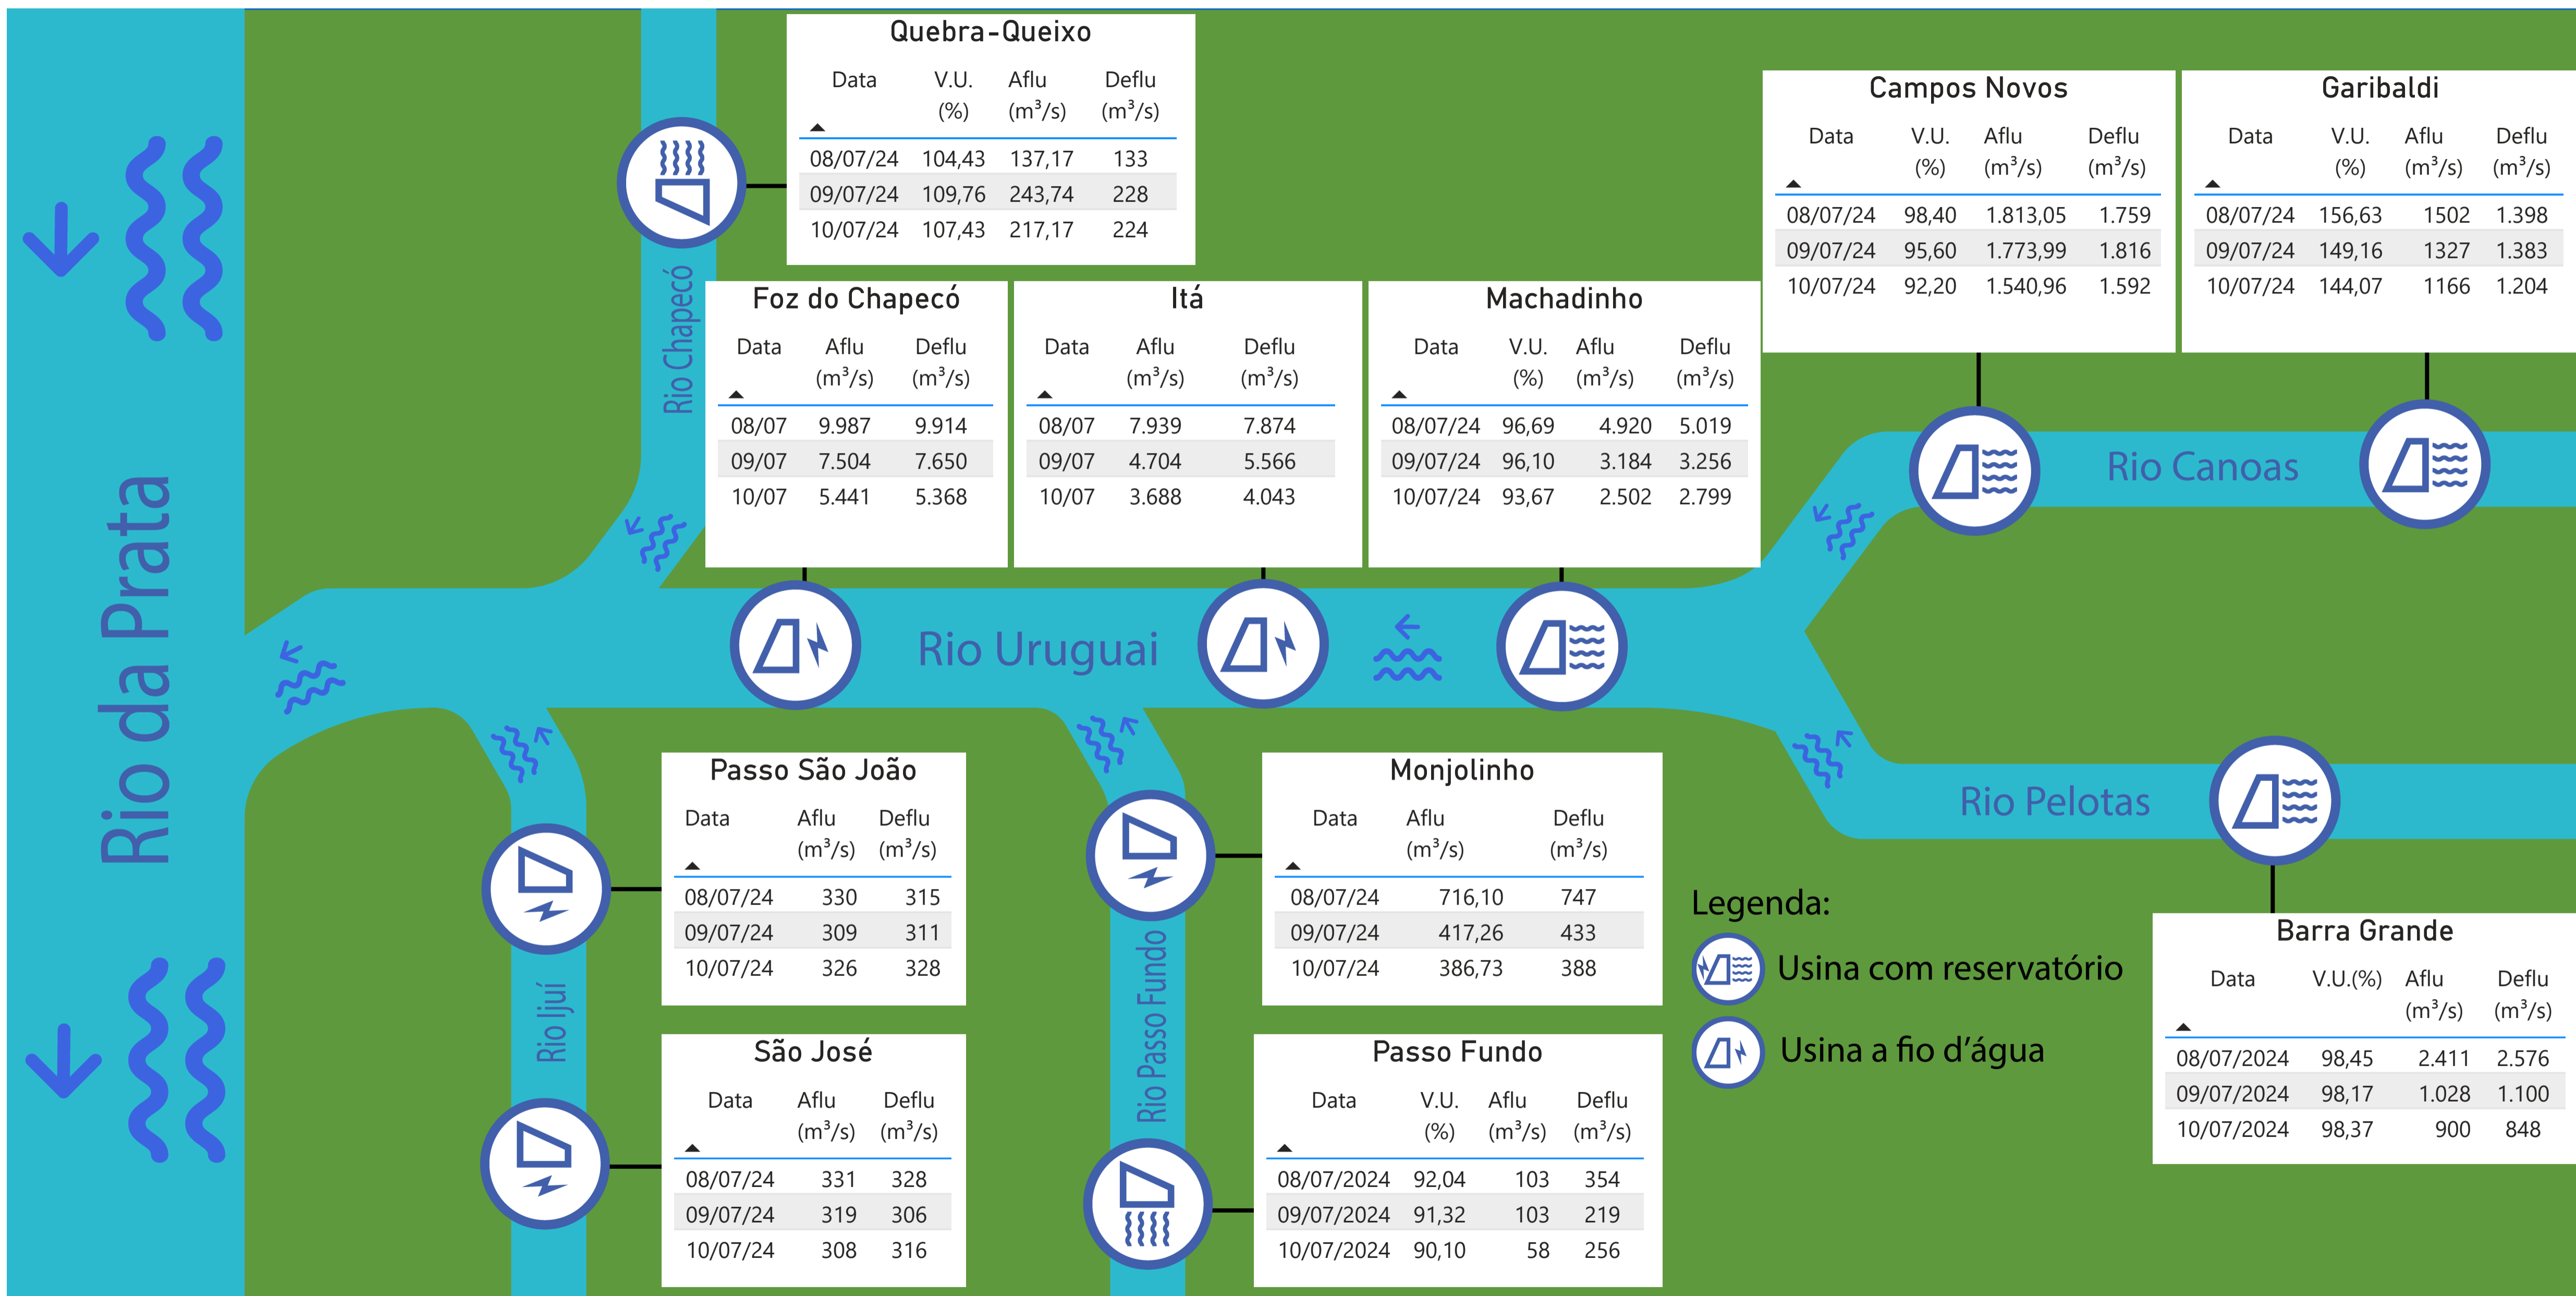 Quebra-Queixo
Data V.U. (%) Aflu (m³/s) Deflu (m³/s)
08/07/24 104,43 137,17 133
09/07/24 109,76 243,74 228
10/07/24 107,43 217,17 224
Campos Novos
Data V.U. (%) Aflu (m³/s) Deflu (m³/s)
08/07/24 98,40 1.813,05 1.759
09/07/24 95,60 1.773,99 1.816
10/07/24 92,20 1.540,96 1.592
Garibaldi
Data V.U. (%) Aflu (m³/s) Deflu (m³/s)
08/07/24 156,63 1502 1.398
09/07/24 149,16 1327 1.383
10/07/24 144,07 1166 1.204
Rio Chapecó
Foz do Chapecó
Data Aflu (m³/s) Deflu (m³/s)
08/07 9.987 9.914
09/07 7.504 7.650
10/07 5.441 5.368
Itá
Data Aflu (m³/s) Deflu (m³/s)
08/07 7.939 7.874
09/07 4.704 5.566
10/07 3.688 4.043
Machadinho
Data V.U. (%) Aflu (m³/s) Deflu (m³/s)
08/07/24 96,69 4.920 5.019
09/07/24 96,10 3.184 3.256
10/07/24 93,67 2.502 2.799
Rio Canoas
Rio da Prata
Rio Uruguai
Rio Pelotas
Passo São João
Data Aflu (m³/s) Deflu (m³/s)
08/07/24 330 315
09/07/24 309 311
10/07/24 326 328
Monjolinho
Data Aflu (m³/s) Deflu (m³/s)
08/07/24 716,10 747
09/07/24 417,26 433
10/07/24 386,73 388
Legenda:
Usina com reservatório
Usina a fio d'água
Barra Grande
Data V.U.(%) Aflu (m³/s) Deflu (m³/s)
08/07/2024 98,45 2.411 2.576
09/07/2024 98,17 1.028 1.100
10/07/2024 98,37 900 848
Rio Ijuí
São José
Data Aflu (m³/s) Deflu (m³/s)
08/07/24 331 328
09/07/24 319 306
10/07/24 308 316
Rio Passo Fundo
Passo Fundo
Data V.U. (%) Aflu (m³/s) Deflu (m³/s)
08/07/2024 92,04 103 354
09/07/2024 91,32 103 219
10/07/2024 90,10 58 256